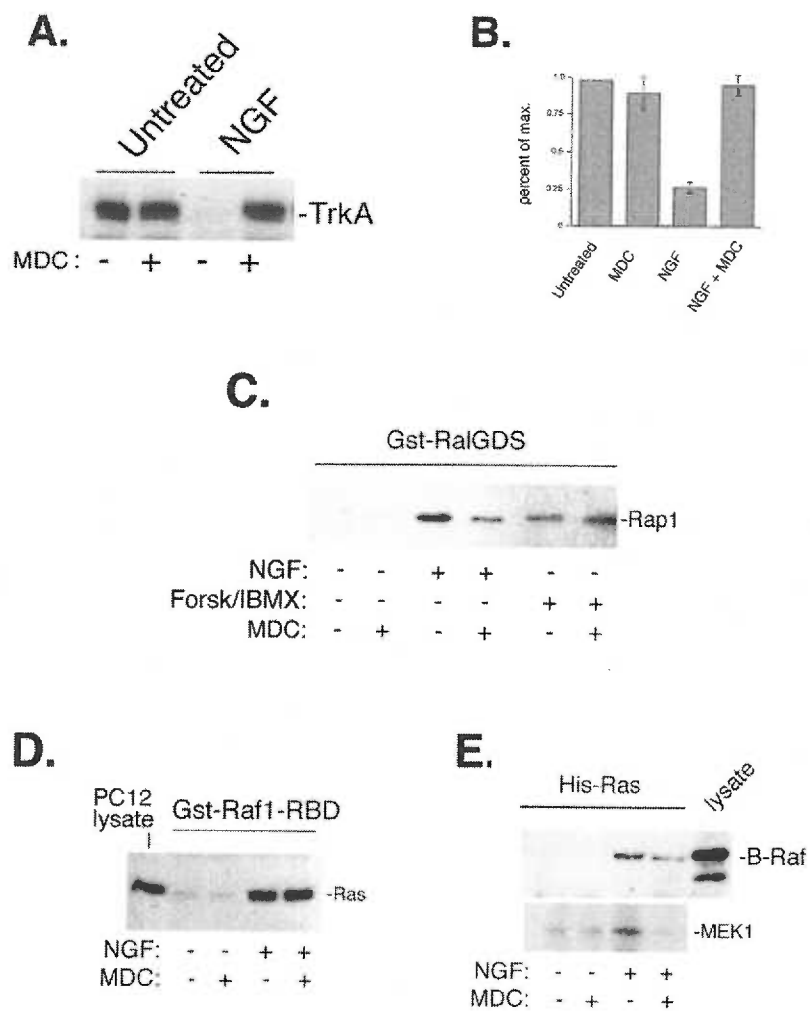 A.
Untreated
NGF
-TrkA
MDC: - + - +
B.
percent of max.
1.0
0.75
0.5
0.25
0
Untreated
MDC
NGF
NGF + MDC
C.
Gst-RalGDS
-Rap1
NGF: - - + + - -
Forsk/IBMX: - - - - + +
MDC: - + - + - +
D.
PC12
lysate
Gst-Raf1-RBD
-Ras
NGF: - - + +
MDC: - + - +
E.
His-Ras
lysate
-B-Raf
-MEK1
NGF: - - + +
MDC: - + - +